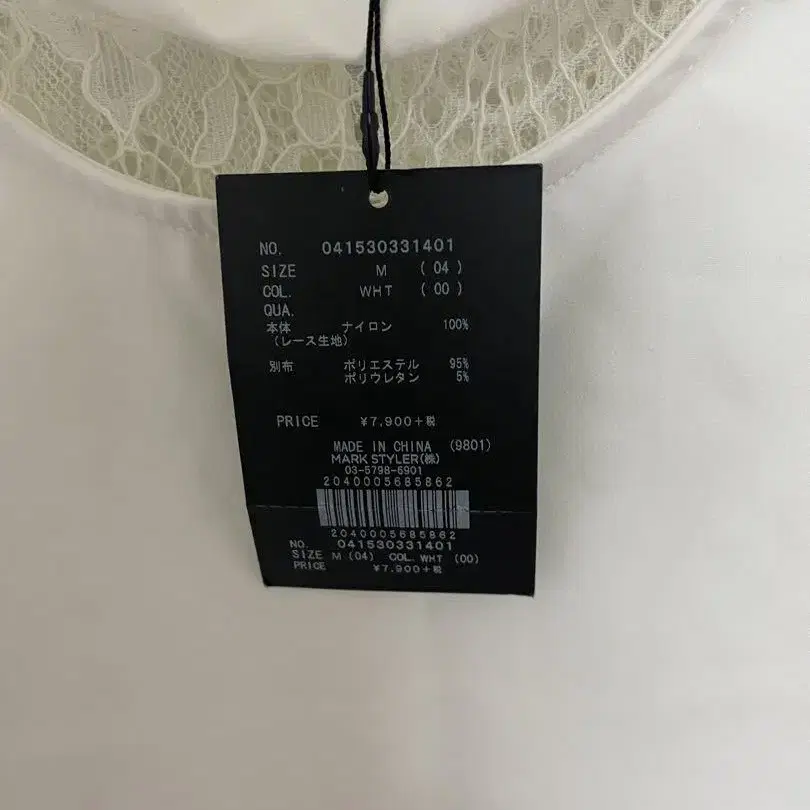 NO. 041530331401
SIZE M (04)
COL. WHT (00)
QUA.
本体 ナイロン 100%
(レース生地)
別布 ポリエステル 95%
ポリウレタン 5%
PRICE ¥7,900+税
MADE IN CHINA (9801)
MARK STYLER(株)
03-5798-6901
2040005685862
2040005685862
NO. 041530331401
SIZE M (04) COL. WHT (00)
PRICE ¥7,900+税